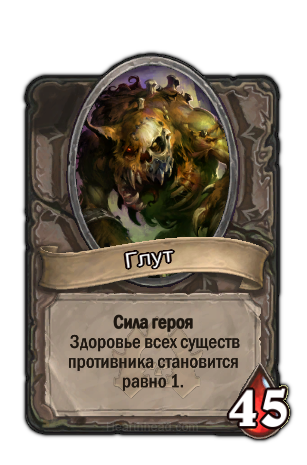 Глут
Сила героя
Здоровье всех существ
противника становится
равно 1.
45